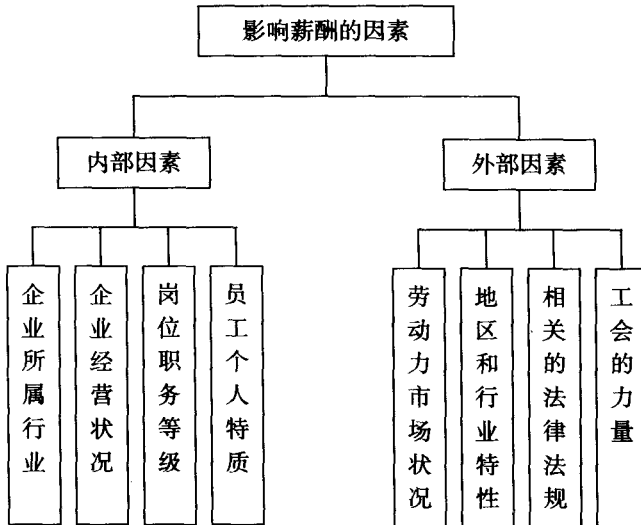 影响薪酬的因素
内部因素
外部因素
企业所属行业
企业经营状况
岗位职务等级
员工个人特质
劳动力市场状况
地区和行业特性
相关的法律法规
工会的力量